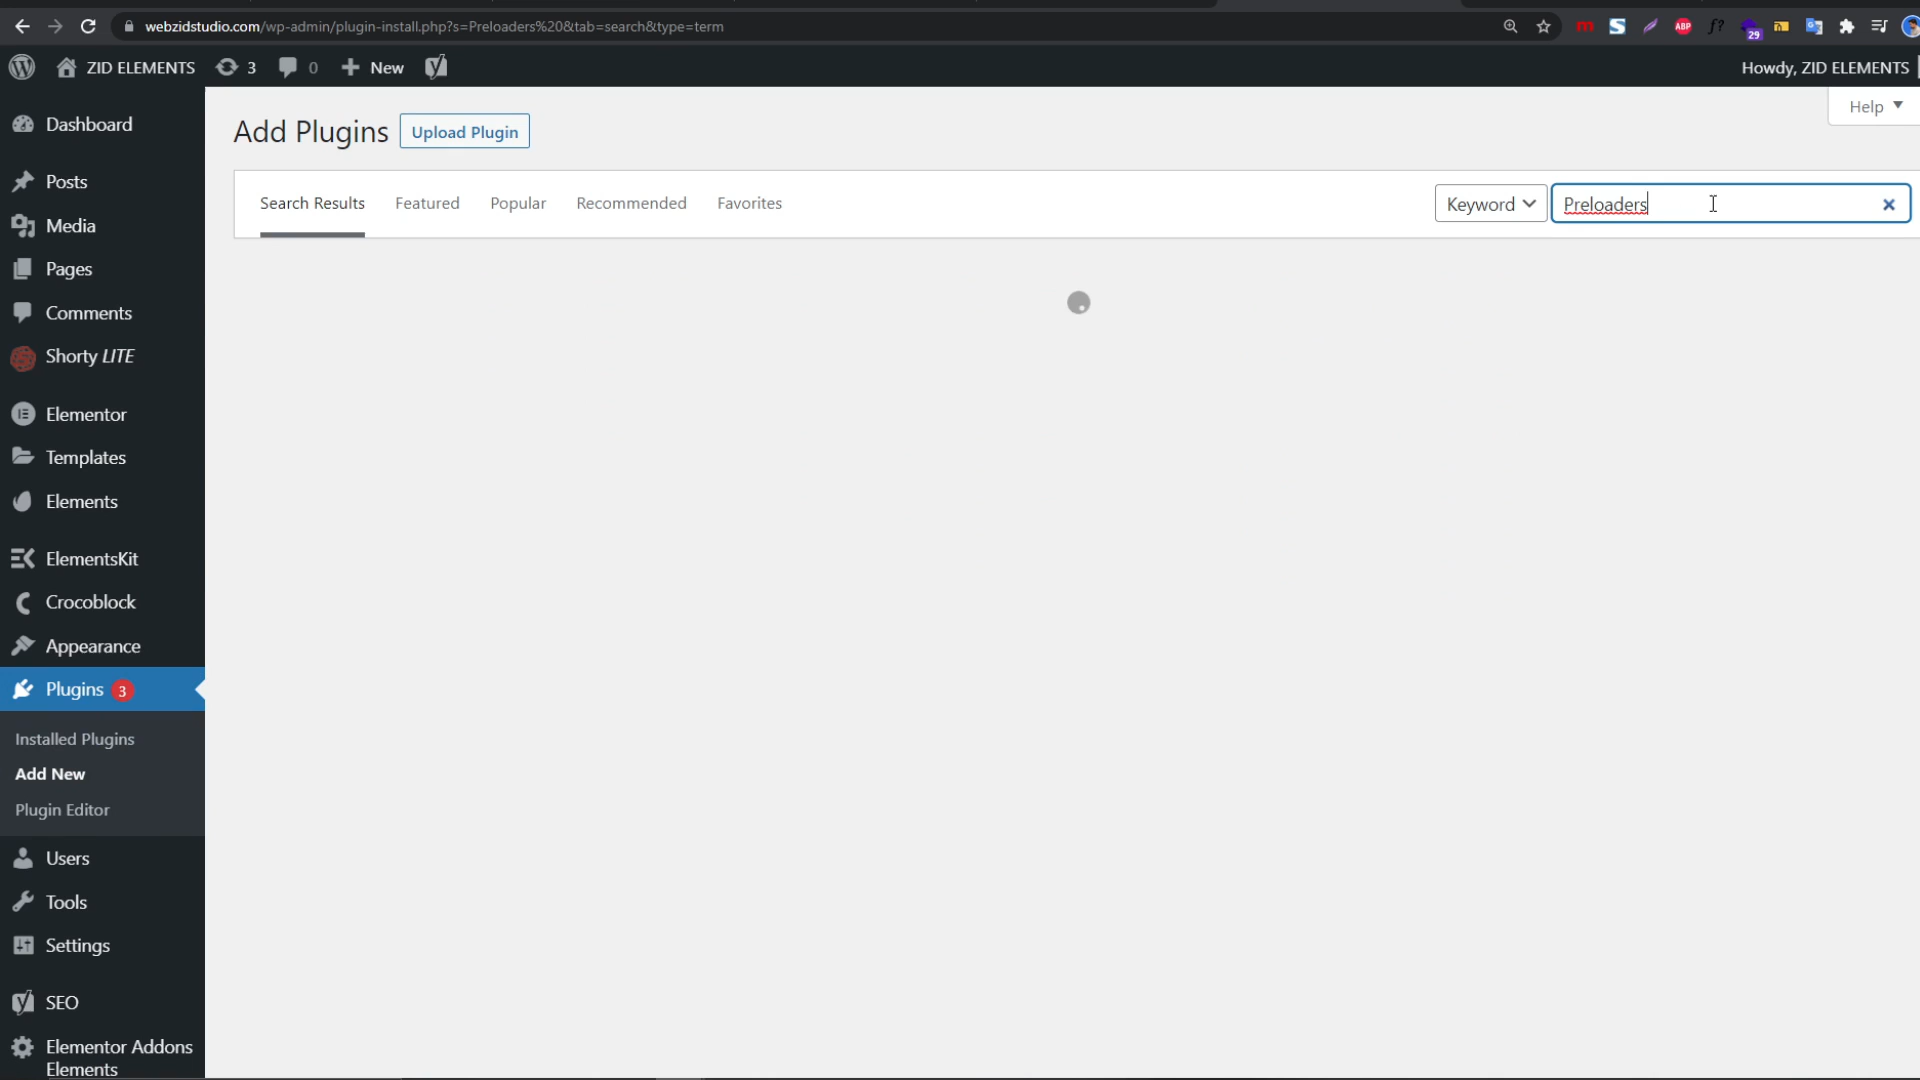 webzidstudio.com/wp-admin/plugin-install.php?s=Preloaders%20&tab=search&type=term
29
ZID ELEMENTS 3 0 New
Howdy, ZID ELEMENTS
Help
Add Plugins Upload Plugin
Search Results Featured Popular Recommended Favorites
Keyword Preloaders
Dashboard
Posts
Media
Pages
Comments
Shorty LITE
Elementor
Templates
Elements
ElementsKit
Crocoblock
Appearance
Plugins 3
Installed Plugins
Add New
Plugin Editor
Users
Tools
Settings
SEO
Elementor Addons
Elements